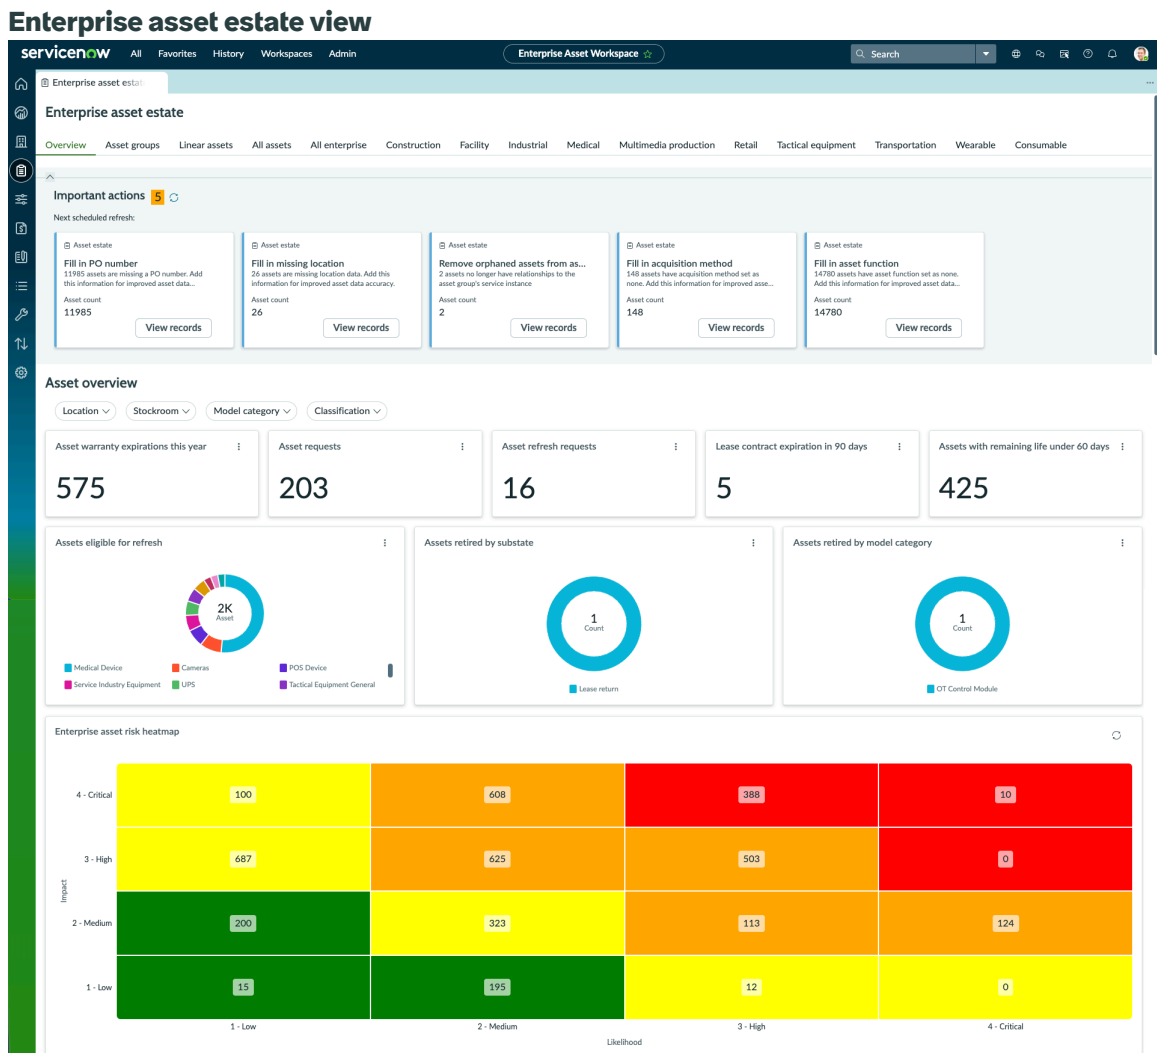 Enterprise asset estate view
servicenow All Favorites History Workspaces Admin Enterprise Asset Workspace Search
Enterprise asset esta
Enterprise asset estate
Overview Asset groups Linear assets All assets All enterprise Construction Facility Industrial Medical Multimedia production Retail Tactical equipment Transportation Wearable Consumable
Important actions 5
Next scheduled refresh:
Asset estate
Fill in PO number
11985 assets are missing a PO number. Add
this information for improved asset data...
Asset count
11985
View records
Asset estate
Fill in missing location
26 assets are missing location data. Add this
information for improved asset data accuracy.
Asset count
26
View records
Asset estate
Remove orphaned assets from as...
2 assets no longer have relationships to the
asset group's service instance
Asset count
2
View records
Asset estate
Fill in acquisition method
148 assets have acquisition method set as
none. Add this information for improved asse...
Asset count
148
View records
Asset estate
Fill in asset function
14780 assets have asset function set as none.
Add this information for improved asset data...
Asset count
14780
View records
Asset overview
Location Stockroom Model category Classification
Asset warranty expirations this year
575
Asset requests
203
Asset refresh requests
16
Lease contract expiration in 90 days
5
Assets with remaining life under 60 days
425
Assets eligible for refresh
2K
Asset
Medical Device Cameras POS Device
Service Industry Equipment UPS Tactical Equipment General
Assets retired by substate
1
Count
Lease return
Assets retired by model category
1
Count
OT Control Module
Enterprise asset risk heatmap
4 - Critical 100 608 388 10
3 - High 687 625 503 0
Impact
2 - Medium 200 323 113 124
1 - Low 15 195 12 0
1 - Low 2 - Medium 3 - High 4 - Critical
Likelihood